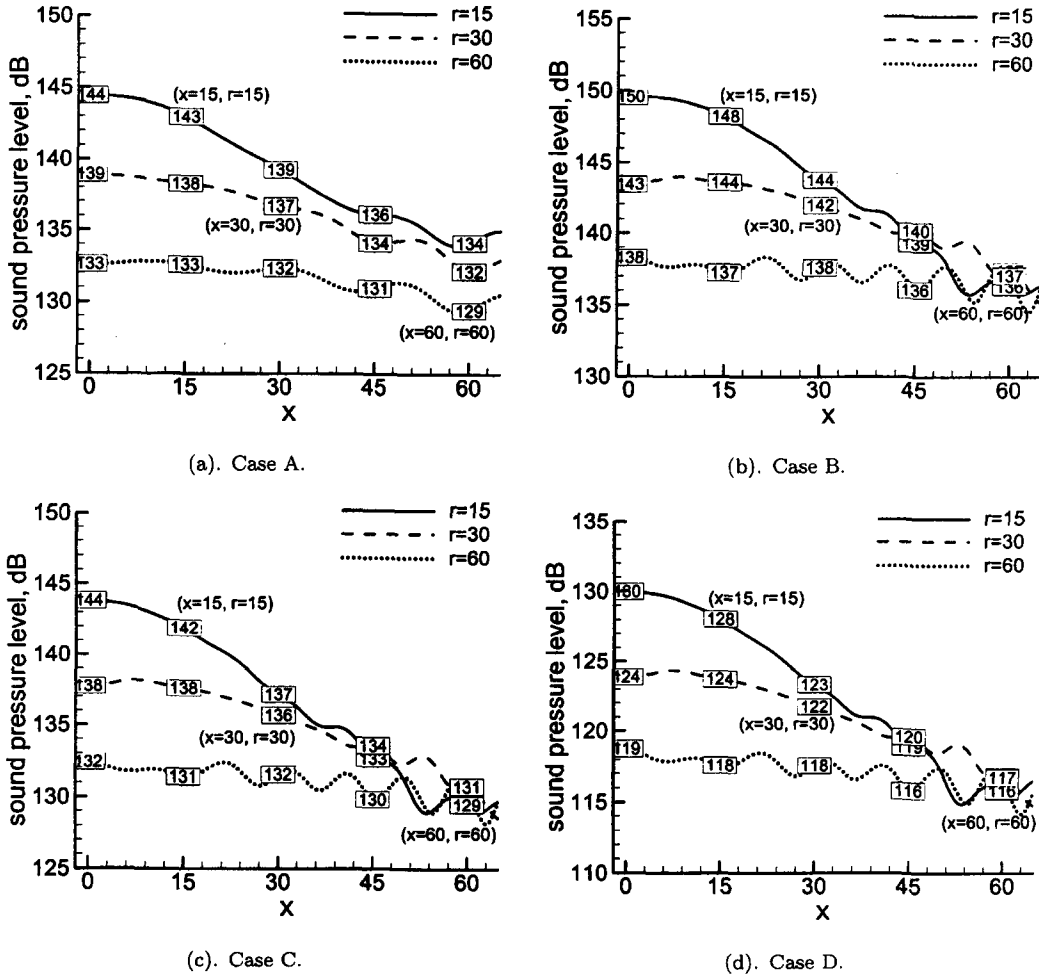 150
145
140
135
130
125
sound pressure level, dB
r=15
r=30
r=60
144
143
139
136
134
(x=15, r=15)
139
138
137
134
132
(x=30, r=30)
133
133
132
131
129
(x=60, r=60)
0 15 30 45 60
X
(a). Case A.
155
150
145
140
135
130
sound pressure level, dB
r=15
r=30
r=60
150
148
144
140
139
(x=15, r=15)
143
144
142
137
136
(x=30, r=30)
138
137
138
136
(x=60, r=60)
0 15 30 45 60
X
(b). Case B.
150
145
140
135
130
125
sound pressure level, dB
r=15
r=30
r=60
144
142
137
134
133
(x=15, r=15)
138
138
136
131
129
(x=30, r=30)
132
131
132
130
(x=60, r=60)
0 15 30 45 60
X
(c). Case C.
135
130
125
120
115
110
sound pressure level, dB
r=15
r=30
r=60
130
128
123
120
119
(x=15, r=15)
124
124
122
117
116
(x=30, r=30)
119
118
118
116
(x=60, r=60)
0 15 30 45 60
X
(d). Case D.